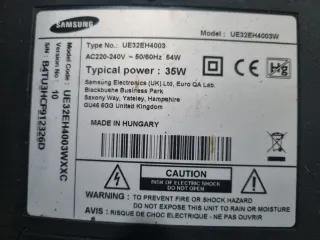 SAMSUNG
Model : UE32EH4003W
Type No.: UE32EH4003
AC220-240V ~ 50/60Hz 54W
Typical power : 35W
Samsung Electronics (UK) Ltd, Euro QA Lab.
Blackbushe Business Park
Saxony Way, Yateley, Hampshire
GU46 6GG United Kingdom
MADE IN HUNGARY
Model Code : UE32EH4003WXXC
Version No : 10
S/N : B4TU3HCP912326D
CAUTION
RISK OF ELECTRIC SHOCK
DO NOT OPEN
WARNING : TO PREVENT FIRE OR SHOCK HAZARD
DO NOT EXPOSE THIS UNIT TO RAIN OR MOISTURE
AVIS : RISQUE DE CHOC ELECTRIQUE - NE PAS OUVRIR